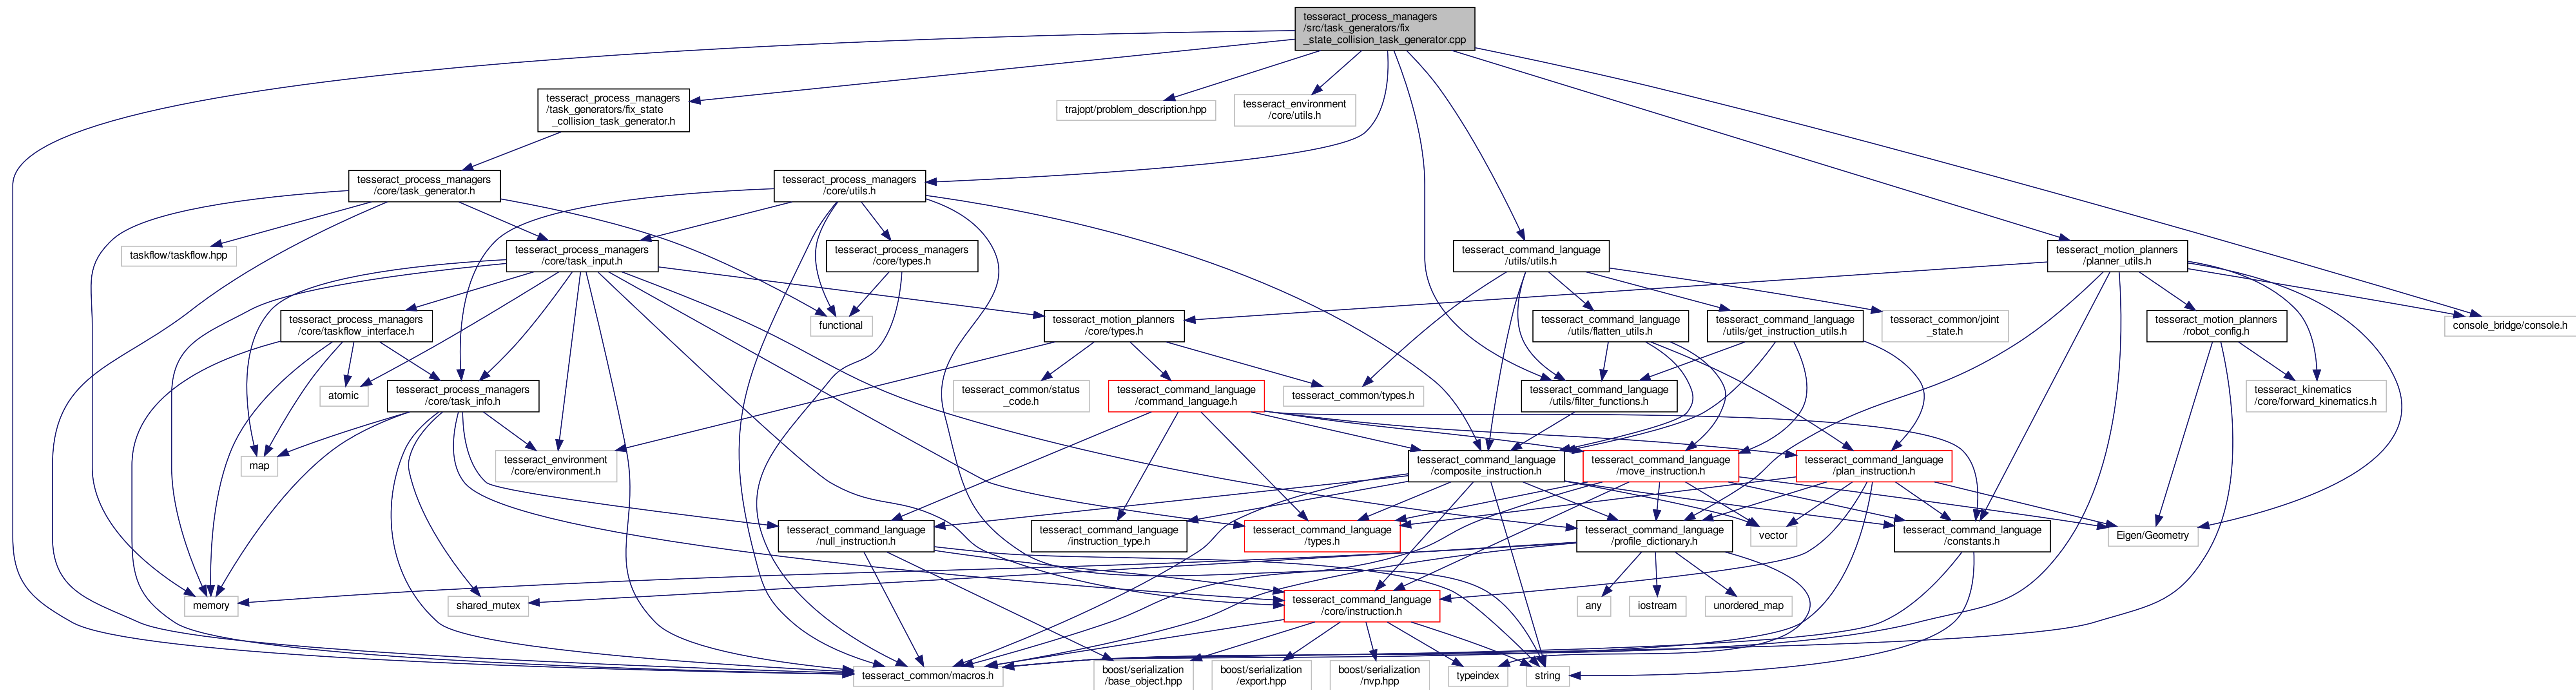 tesseract_process_managers
/src/task_generators/fix
_state_collision_task_generator.cpp
tesseract_process_managers
/task_generators/fix_state
_collision_task_generator.h
trajopt/problem_description.hpp
tesseract_environment
/core/utils.h
tesseract_process_managers
/core/task_generator.h
tesseract_process_managers
/core/utils.h
taskflow/taskflow.hpp
tesseract_process_managers
/core/task_input.h
tesseract_process_managers
/core/types.h
tesseract_command_language
/utils/utils.h
tesseract_motion_planners
/planner_utils.h
tesseract_process_managers
/core/taskflow_interface.h
functional
tesseract_motion_planners
/core/types.h
tesseract_command_language
/utils/flatten_utils.h
tesseract_command_language
/utils/get_instruction_utils.h
tesseract_common/joint
_state.h
tesseract_motion_planners
/robot_config.h
console_bridge/console.h
atomic
tesseract_process_managers
/core/task_info.h
tesseract_common/status
_code.h
tesseract_command_language
/command_language.h
tesseract_common/types.h
tesseract_command_language
/utils/filter_functions.h
tesseract_kinematics
/core/forward_kinematics.h
map
tesseract_environment
/core/environment.h
tesseract_command_language
/composite_instruction.h
tesseract_command_language
/move_instruction.h
tesseract_command_language
/plan_instruction.h
tesseract_command_language
/null_instruction.h
tesseract_command_language
/instruction_type.h
tesseract_command_language
/types.h
tesseract_command_language
/profile_dictionary.h
vector
tesseract_command_language
/constants.h
Eigen/Geometry
memory
shared_mutex
tesseract_command_language
/core/instruction.h
any
iostream
unordered_map
tesseract_common/macros.h
boost/serialization
/base_object.hpp
boost/serialization
/export.hpp
boost/serialization
/nvp.hpp
typeindex
string